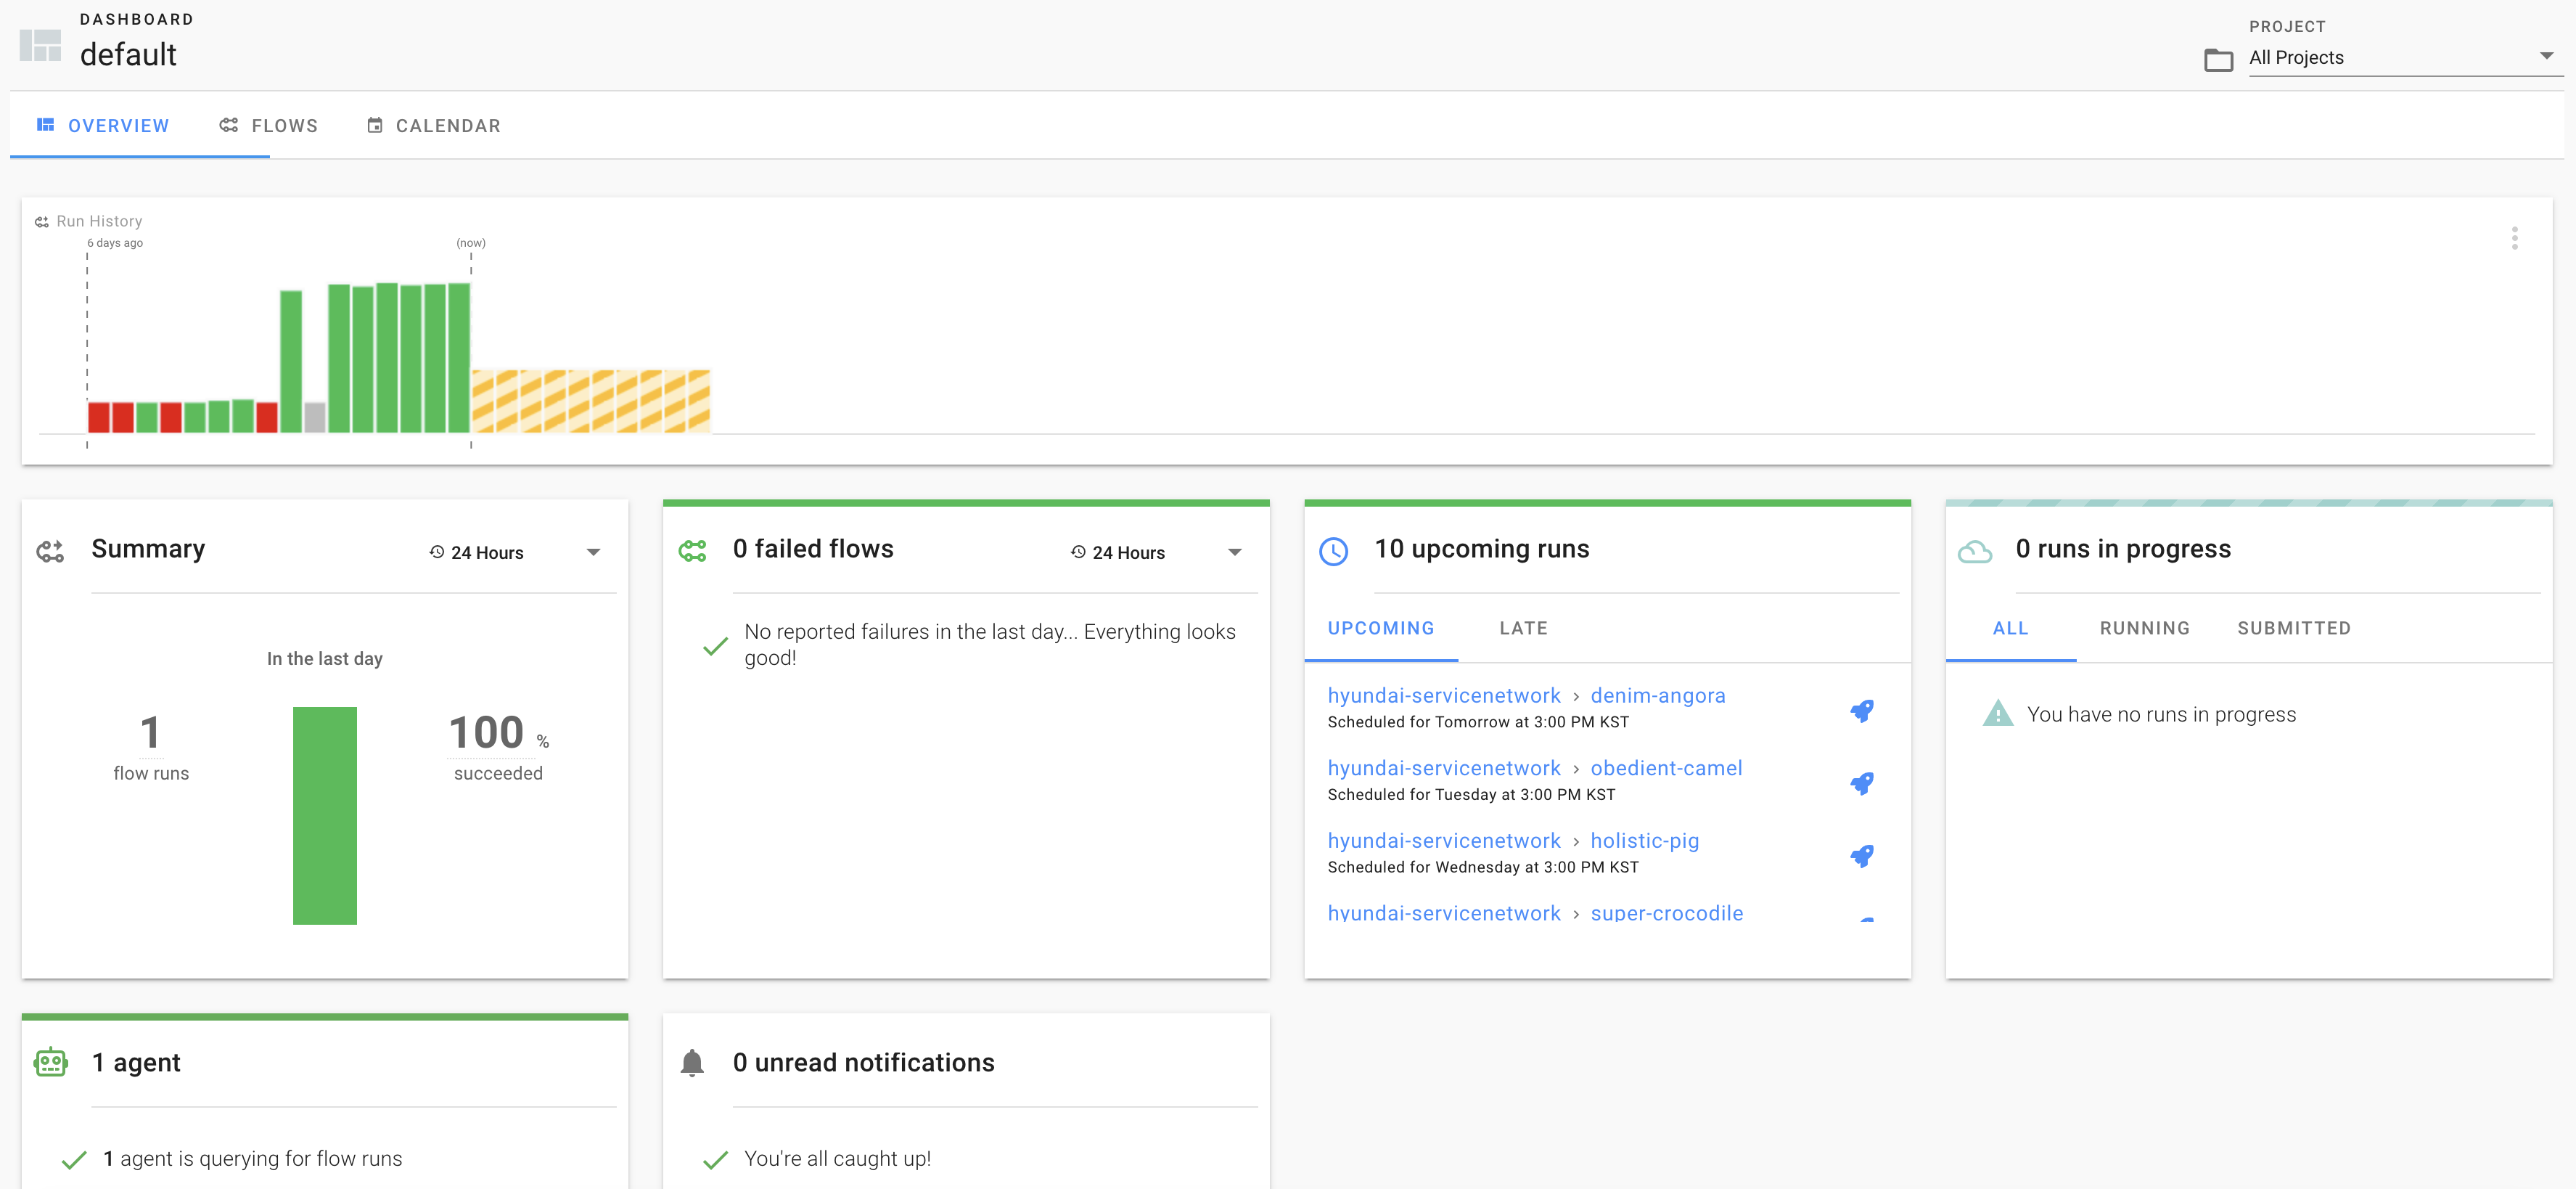 DASHBOARD
default
PROJECT
All Projects
OVERVIEW
FLOWS
CALENDAR
Run History
6 days ago
(now)
Summary
24 Hours
In the last day
1
flow runs
100 %
succeeded
0 failed flows
24 Hours
No reported failures in the last day... Everything looks
good!
10 upcoming runs
UPCOMING
LATE
hyundai-servicenetwork › denim-angora
Scheduled for Tomorrow at 3:00 PM KST
hyundai-servicenetwork › obedient-camel
Scheduled for Tuesday at 3:00 PM KST
hyundai-servicenetwork › holistic-pig
Scheduled for Wednesday at 3:00 PM KST
hyundai-servicenetwork › super-crocodile
0 runs in progress
ALL
RUNNING
SUBMITTED
You have no runs in progress
1 agent
1 agent is querying for flow runs
0 unread notifications
You're all caught up!